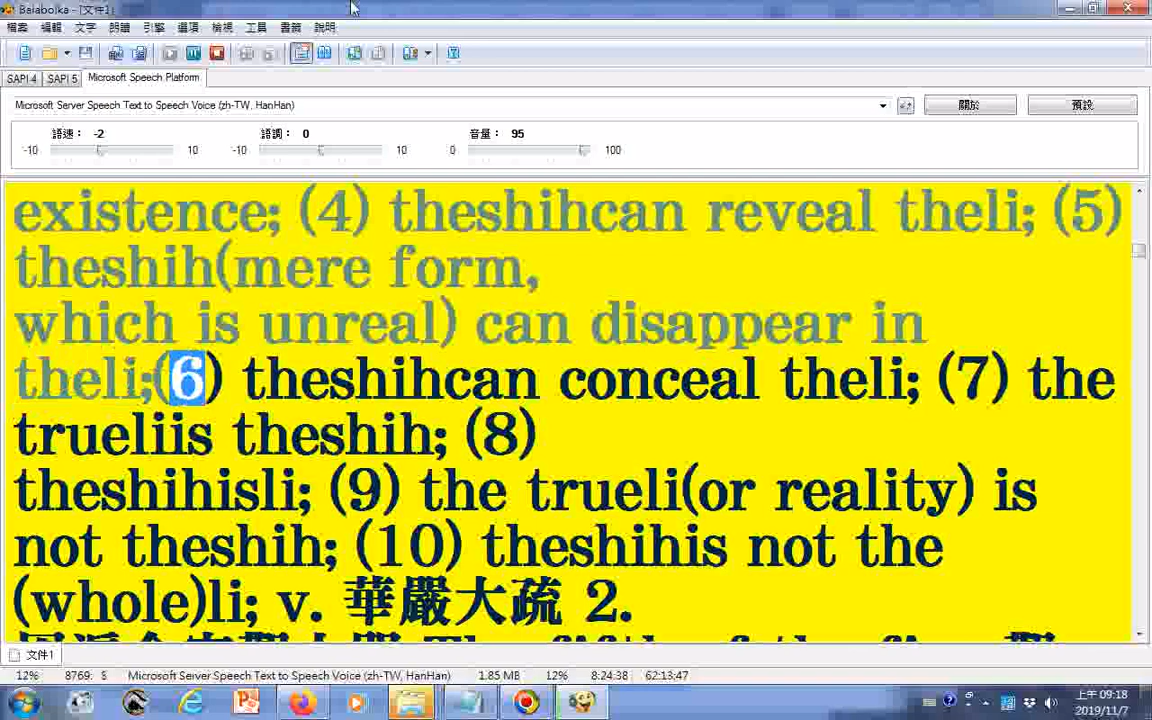 Balabolka - [文件1]
檔案 編輯 文字 朗讀 引擎 選項 檢視 工具 書籤 說明
SAPI 4 SAPI 5 Microsoft Speech Platform
Microsoft Server Speech Text to Speech Voice (zh-TW, HanHan) 關於 預設
語速： -2 語調： 0 音量： 95
-10 10 -10 10 0 100
existence; (4) theshihcan reveal theli; (5)
theshih(mere form,
which is unreal) can disappear in
theli;(6) theshihcan conceal theli; (7) the
trueliis theshih; (8)
theshihisli; (9) the trueli(or reality) is
not theshih; (10) theshihis not the
(whole)li; v. 華嚴大疏 2.
文件1
12% 8769: 5 Microsoft Server Speech Text to Speech Voice (zh-TW, HanHan) 1.85 MB 12% 8:24:38 62:13:47
上午 09:18
2019/11/7